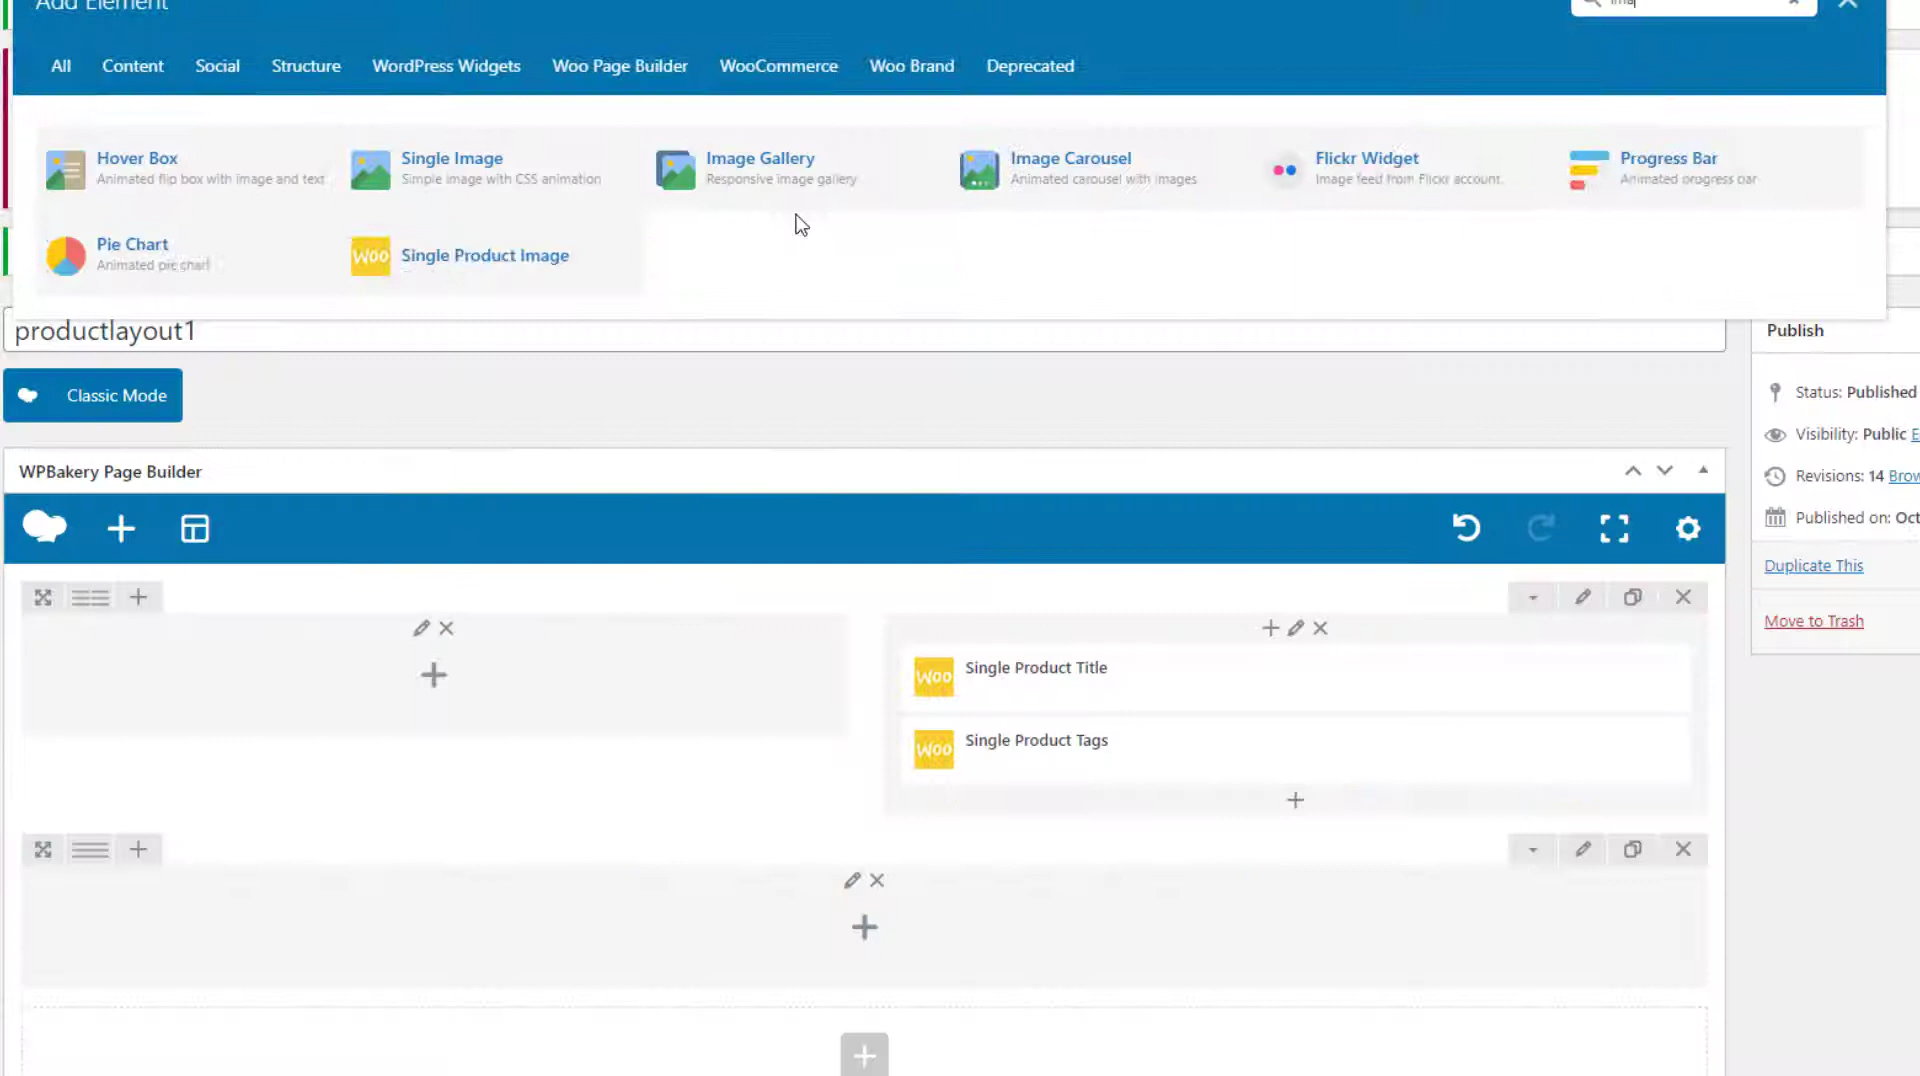 Add Element
ima
All Content Social Structure WordPress Widgets Woo Page Builder WooCommerce Woo Brand Deprecated
Hover Box
Animated flip box with image and text
Single Image
Simple image with CSS animation
Image Gallery
Responsive image gallery
Image Carousel
Animated carousel with images
Flickr Widget
Image feed from Flickr account.
Progress Bar
Animated progress bar
Pie Chart
Animated pie chart
Woo
Single Product Image
productlayout1
Publish
Classic Mode
Status: Published
Visibility: Public E
WPBakery Page Builder
Revisions: 14 Brow
Published on: Oct
Duplicate This
Move to Trash
Woo
Single Product Title
Woo
Single Product Tags